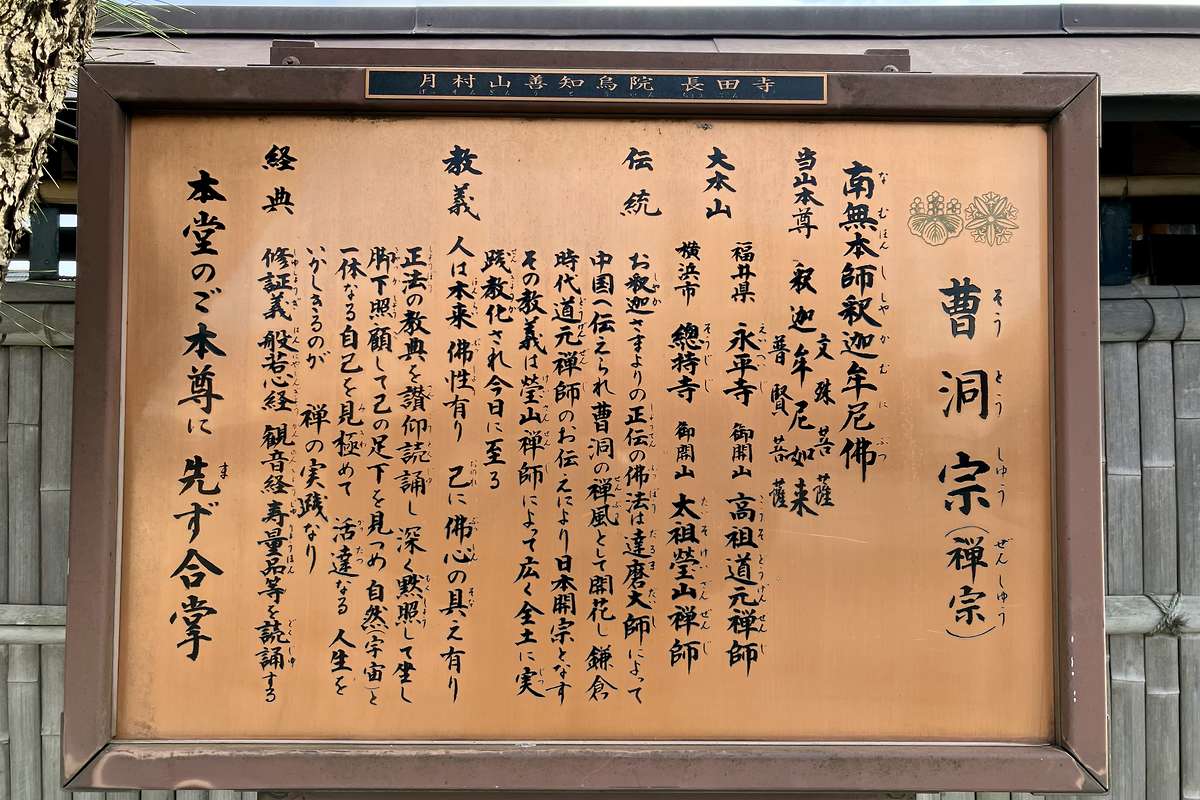 月村山善知烏院 長田寺
曹洞宗(禅宗)
南無本師釈迦牟尼佛
当山本尊 釈迦牟尼如来
文殊菩薩
普賢菩薩
大本山 福井県 永平寺 御開山 高祖道元禅師
横浜市 總持寺 御開山 太祖瑩山禅師
伝統 お釈迦さまよりの正伝の佛法は達磨大師によって
中国へ伝えられ曹洞の禅風として開花し鎌倉
時代道元禅師のお伝えにより日本開宗となす
その教義は瑩山禅師によって広く全土に実
践教化され今日に至る
教義 人は本来佛性有り 己に佛心の具え有り
正法の教典を讃仰読誦し 深く黙照して坐し
脚下照顧して己の足下を見つめ 自然(宇宙)と
一体なる自己を見極めて 活達なる 人生を
いかしきるのが 禅の実践なり
経典 修証義 般若心経 観音経 寿量品等を読誦する
本堂のご本尊に 先ず合掌